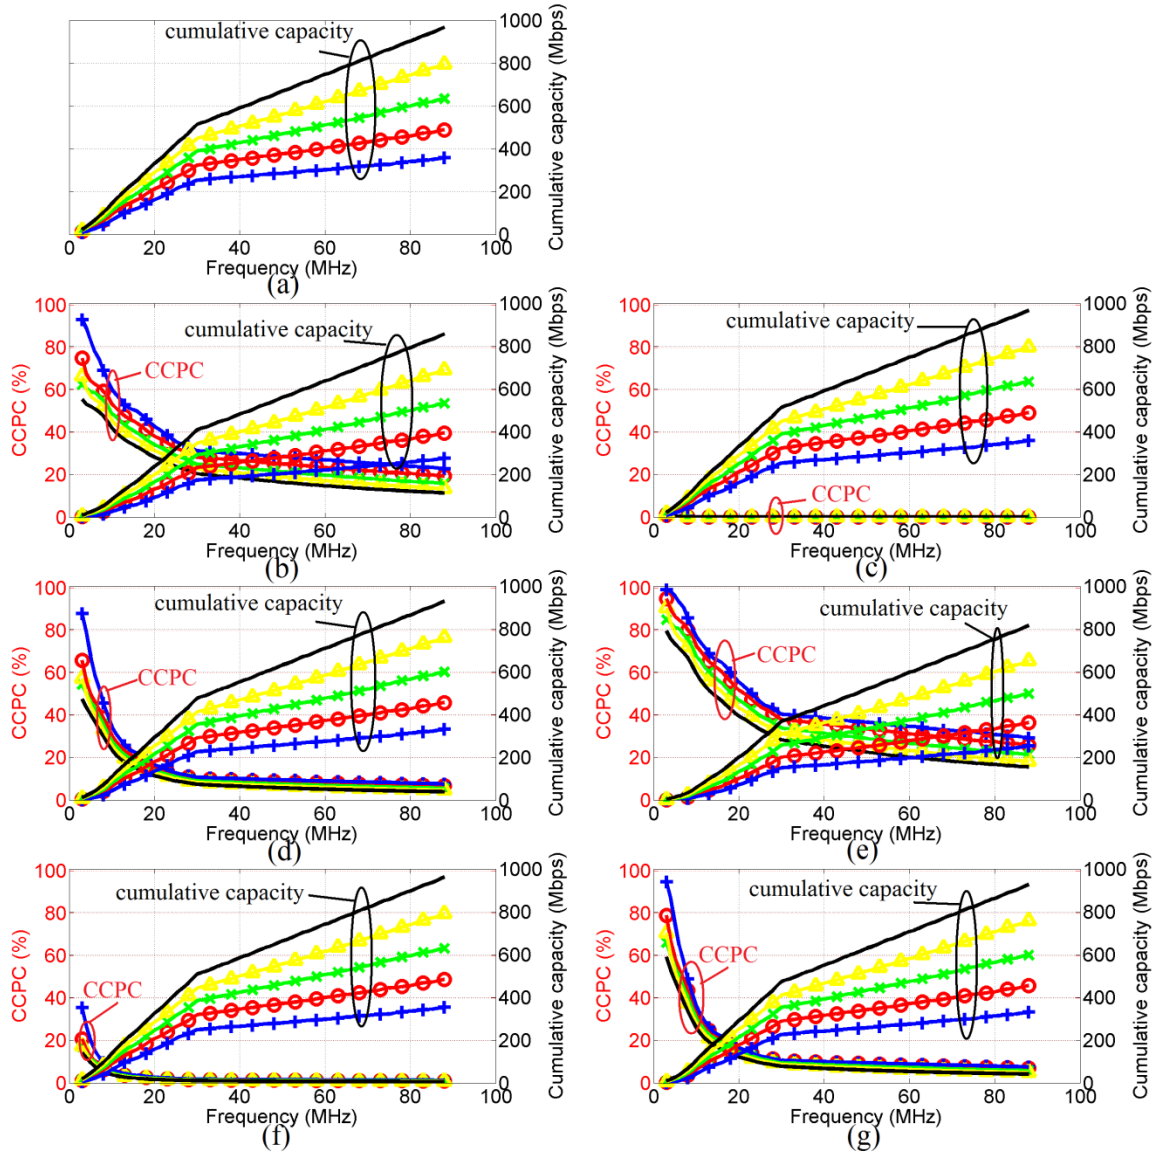 cumulative capacity
1000
800
600
400
200
0
Cumulative capacity (Mbps)
0 20 40 60 80 100
Frequency (MHz)
(a)
100
80
60
40
20
0
CCPC (%)
cumulative capacity
CCPC
1000
800
600
400
200
0
Cumulative capacity (Mbps)
0 20 40 60 80 100
Frequency (MHz)
(b)
100
80
60
40
20
0
CCPC (%)
cumulative capacity
CCPC
1000
800
600
400
200
0
Cumulative capacity (Mbps)
0 20 40 60 80 100
Frequency (MHz)
(c)
100
80
60
40
20
0
CCPC (%)
cumulative capacity
CCPC
1000
800
600
400
200
0
Cumulative capacity (Mbps)
0 20 40 60 80 100
Frequency (MHz)
(d)
100
80
60
40
20
0
CCPC (%)
cumulative capacity
CCPC
1000
800
600
400
200
0
Cumulative capacity (Mbps)
0 20 40 60 80 100
Frequency (MHz)
(e)
100
80
60
40
20
0
CCPC (%)
cumulative capacity
CCPC
1000
800
600
400
200
0
Cumulative capacity (Mbps)
0 20 40 60 80 100
Frequency (MHz)
(f)
100
80
60
40
20
0
CCPC (%)
cumulative capacity
CCPC
1000
800
600
400
200
0
Cumulative capacity (Mbps)
0 20 40 60 80 100
Frequency (MHz)
(g)